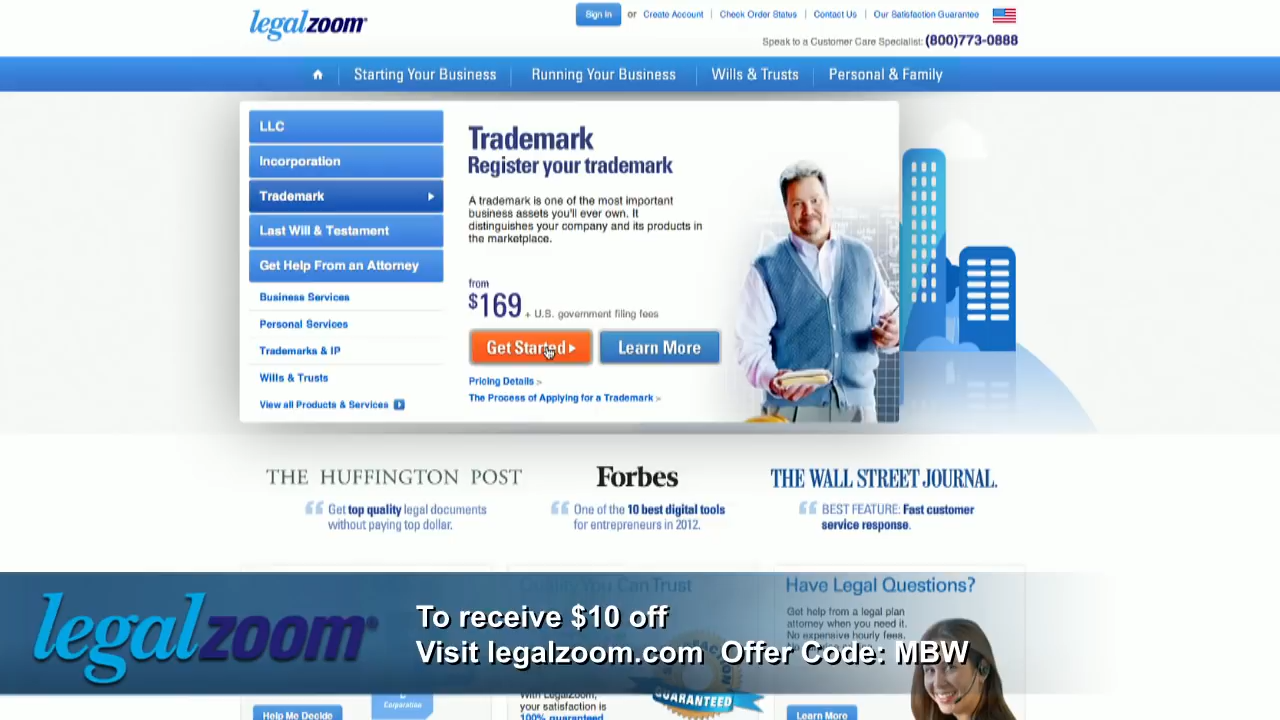 legalzoom®
Sign In or Create Account | Check Order Status | Contact Us | Our Satisfaction Guarantee
Speak to a Customer Care Specialist: (800)773-0888
Starting Your Business
Running Your Business
Wills & Trusts
Personal & Family
LLC
Incorporation
Trademark
Last Will & Testament
Get Help From an Attorney
Business Services
Personal Services
Trademarks & IP
Wills & Trusts
View all Products & Services
Trademark
Register your trademark
A trademark is one of the most important
business assets you'll ever own. It
distinguishes your company and its products in
the marketplace.
from
$169 + U.S. government filing fees
Get Started
Learn More
Pricing Details >
The Process of Applying for a Trademark >
THE HUFFINGTON POST
Get top quality legal documents
without paying top dollar.
Forbes
One of the 10 best digital tools
for entrepreneurs in 2012.
THE WALL STREET JOURNAL.
BEST FEATURE: Fast customer
service response.
Quality You Can Trust
Have Legal Questions?
Get help from a legal plan
attorney when you need it.
No expensive hourly fees.
legalzoom®
To receive $10 off
Visit legalzoom.com Offer Code: MBW
Corporation
Help Me Decide
GUARANTEED
With LegalZoom,
your satisfaction is
100% guaranteed
Learn More